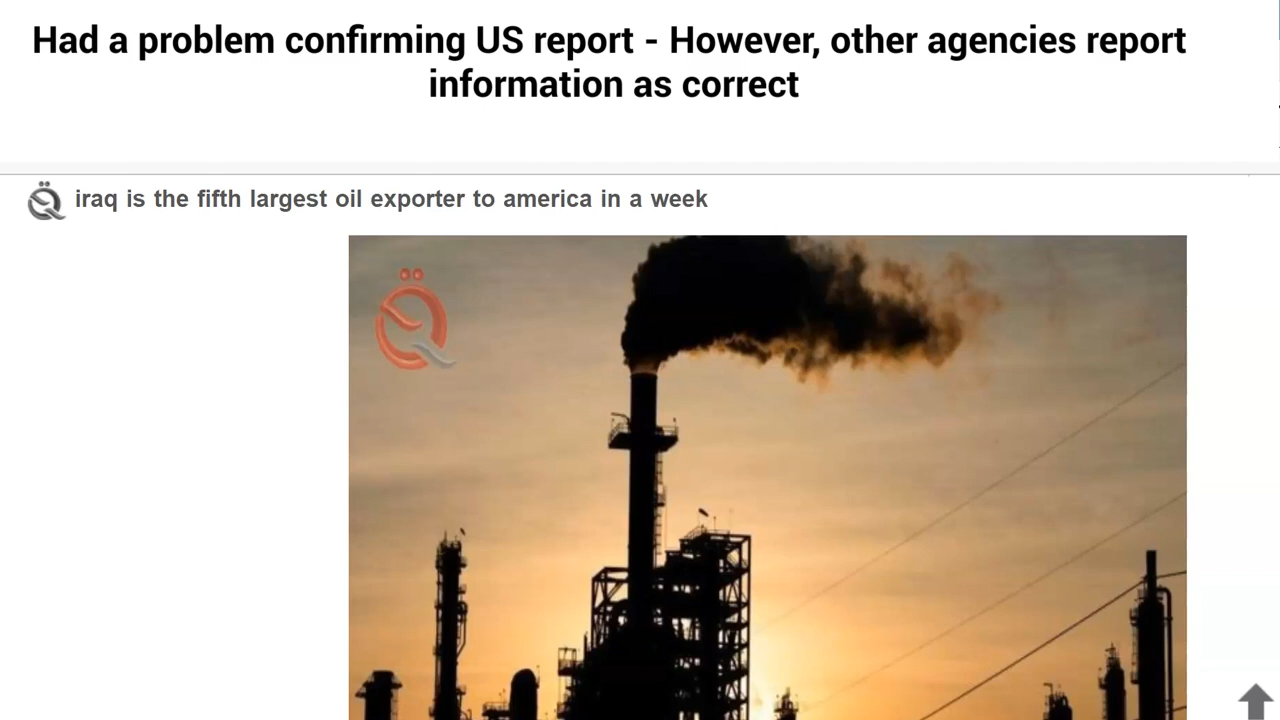 Had a problem confirming US report - However, other agencies report
information as correct
iraq is the fifth largest oil exporter to america in a week